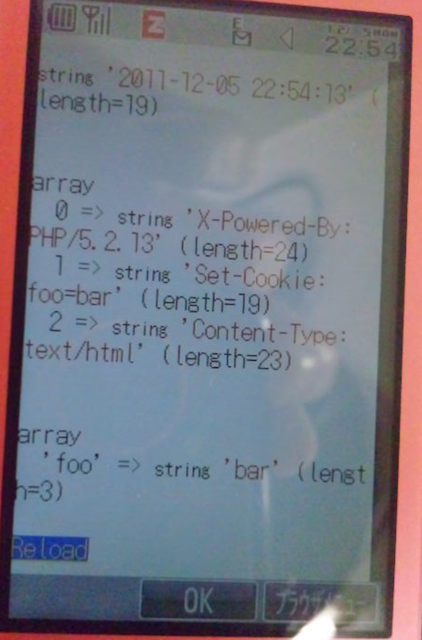 12/ 5MON
22:54
string '2011-12-05 22:54:13' (
length=19)
array
0 => string 'X-Powered-By:
PHP/5.2.13' (length=24)
1 => string 'Set-Cookie:
foo=bar' (length=19)
2 => string 'Content-Type:
text/html' (length=23)
array
'foo' => string 'bar' (lengt
h=3)
Reload
OK
ブラウザメニュー